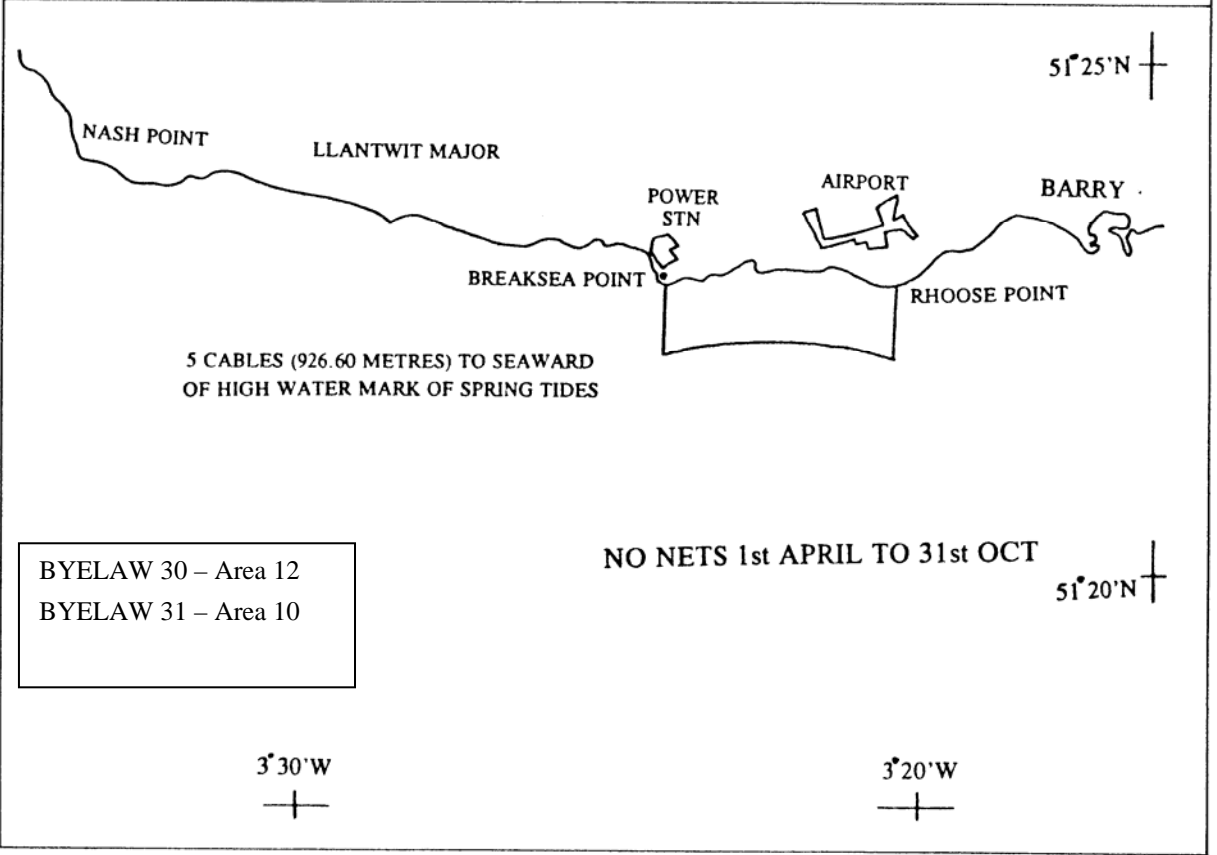 51°25'N
NASH POINT
LLANTWIT MAJOR
POWER
STN
AIRPORT
BARRY
BREAKSEA POINT
RHOOSE POINT
5 CABLES (926.60 METRES) TO SEAWARD
OF HIGH WATER MARK OF SPRING TIDES
NO NETS 1st APRIL TO 31st OCT
51°20'N
BYELAW 30 – Area 12
BYELAW 31 – Area 10
3°30'W
3°20'W